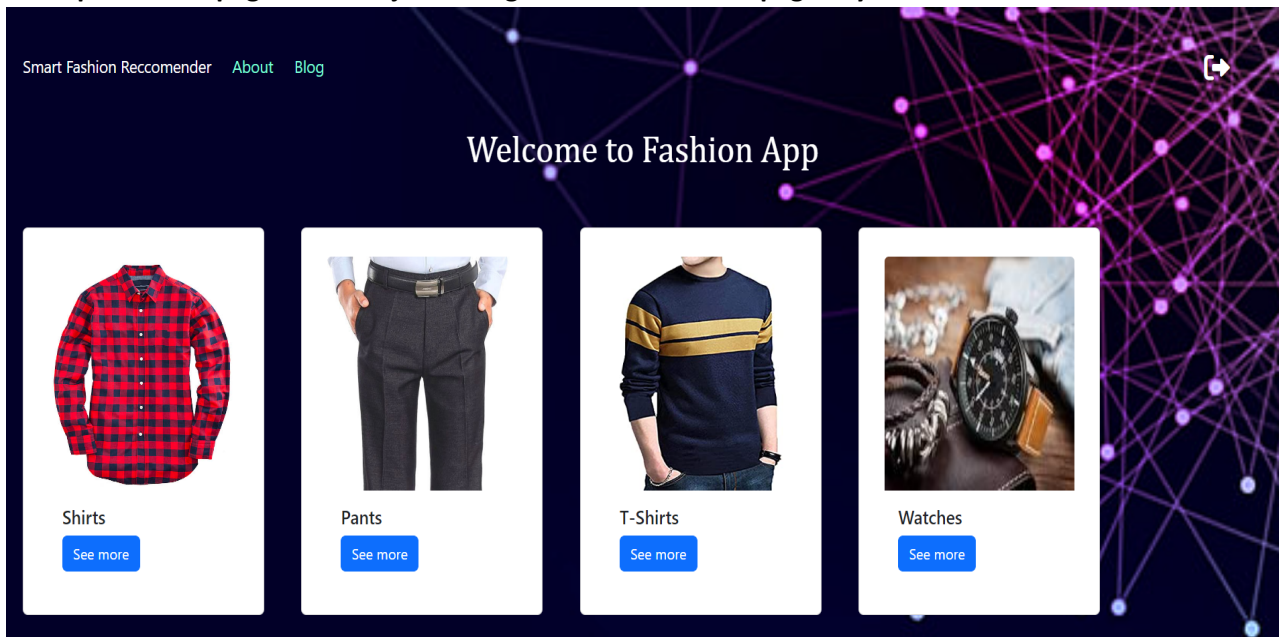 Smart Fashion Reccomender About Blog
Welcome to Fashion App
Shirts Pants T-Shirts Watches
See more See more See more See more